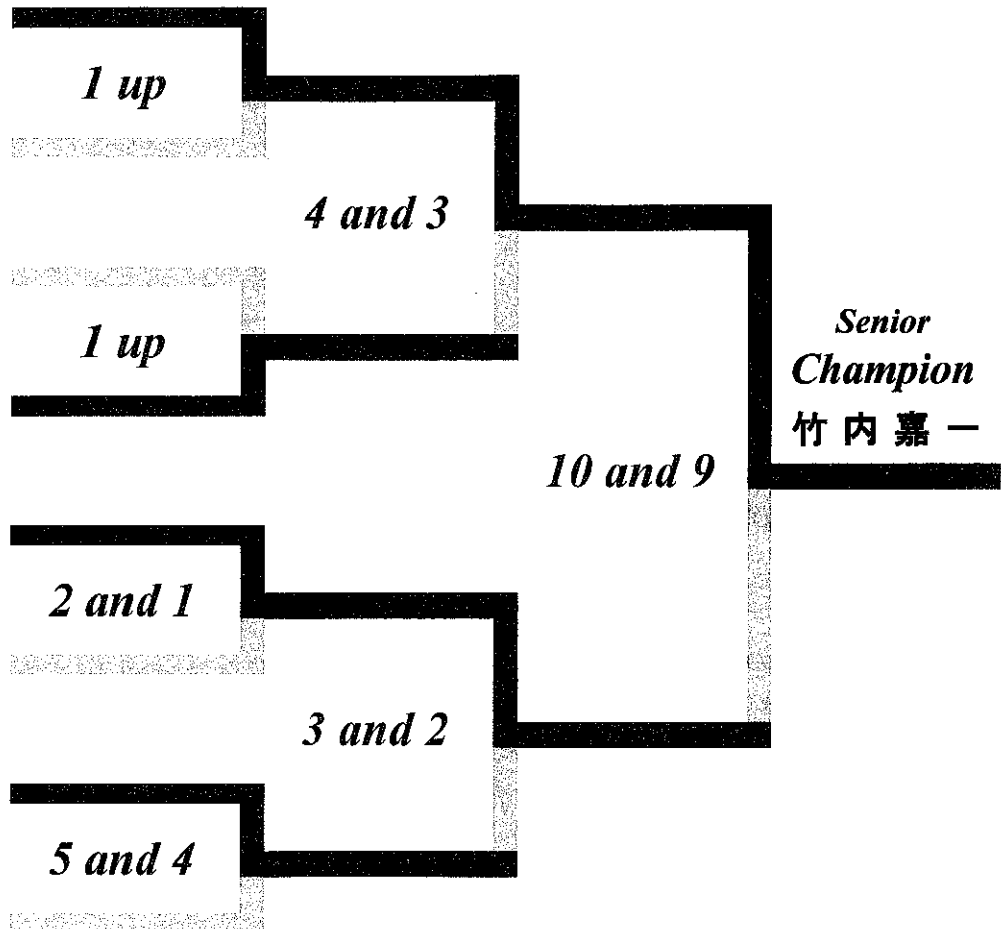 1 up
4 and 3
1 up
Senior
Champion
竹内嘉一
10 and 9
2 and 1
3 and 2
5 and 4